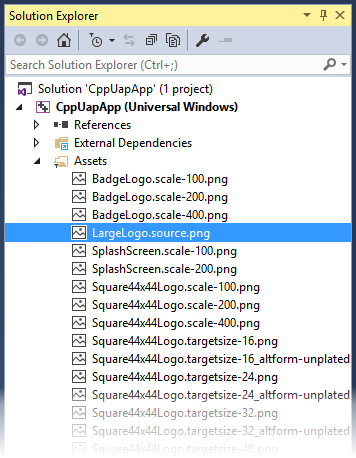 Solution Explorer
Search Solution Explorer (Ctrl+;)
Solution 'CppUapApp' (1 project)
CppUapApp (Universal Windows)
References
External Dependencies
Assets
BadgeLogo.scale-100.png
BadgeLogo.scale-200.png
BadgeLogo.scale-400.png
LargeLogo.source.png
SplashScreen.scale-100.png
SplashScreen.scale-200.png
Square44x44Logo.scale-100.png
Square44x44Logo.scale-200.png
Square44x44Logo.scale-400.png
Square44x44Logo.targetsize-16.png
Square44x44Logo.targetsize-16_altform-unplated
Square44x44Logo.targetsize-24.png
Square44x44Logo.targetsize-24_altform-unplated
Square44x44Logo.targetsize-32.png
Square44x44Logo.targetsize-32_altform-unplated
Square44x44Logo.targetsize-48.png